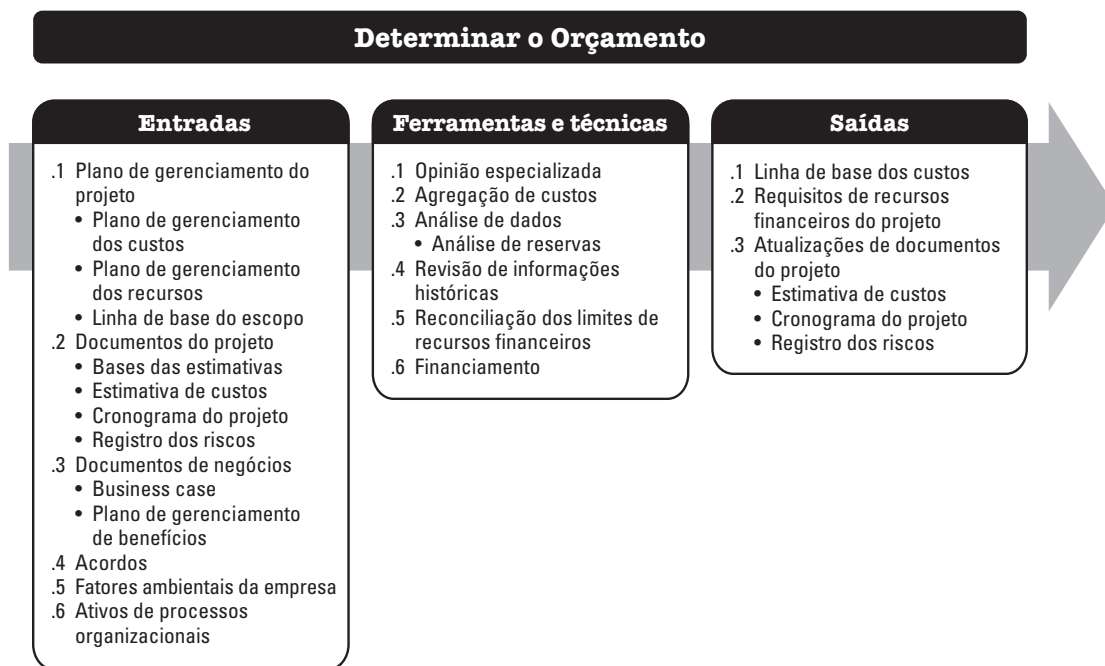 Determinar o Orçamento
Entradas
.1 Plano de gerenciamento do
projeto
• Plano de gerenciamento
dos custos
• Plano de gerenciamento
dos recursos
• Linha de base do escopo
.2 Documentos do projeto
• Bases das estimativas
• Estimativa de custos
• Cronograma do projeto
• Registro dos riscos
.3 Documentos de negócios
• Business case
• Plano de gerenciamento
de benefícios
.4 Acordos
.5 Fatores ambientais da empresa
.6 Ativos de processos
organizacionais
Ferramentas e técnicas
.1 Opinião especializada
.2 Agregação de custos
.3 Análise de dados
• Análise de reservas
.4 Revisão de informações
históricas
.5 Reconciliação dos limites de
recursos financeiros
.6 Financiamento
Saídas
.1 Linha de base dos custos
.2 Requisitos de recursos
financeiros do projeto
.3 Atualizações de documentos
do projeto
• Estimativa de custos
• Cronograma do projeto
• Registro dos riscos